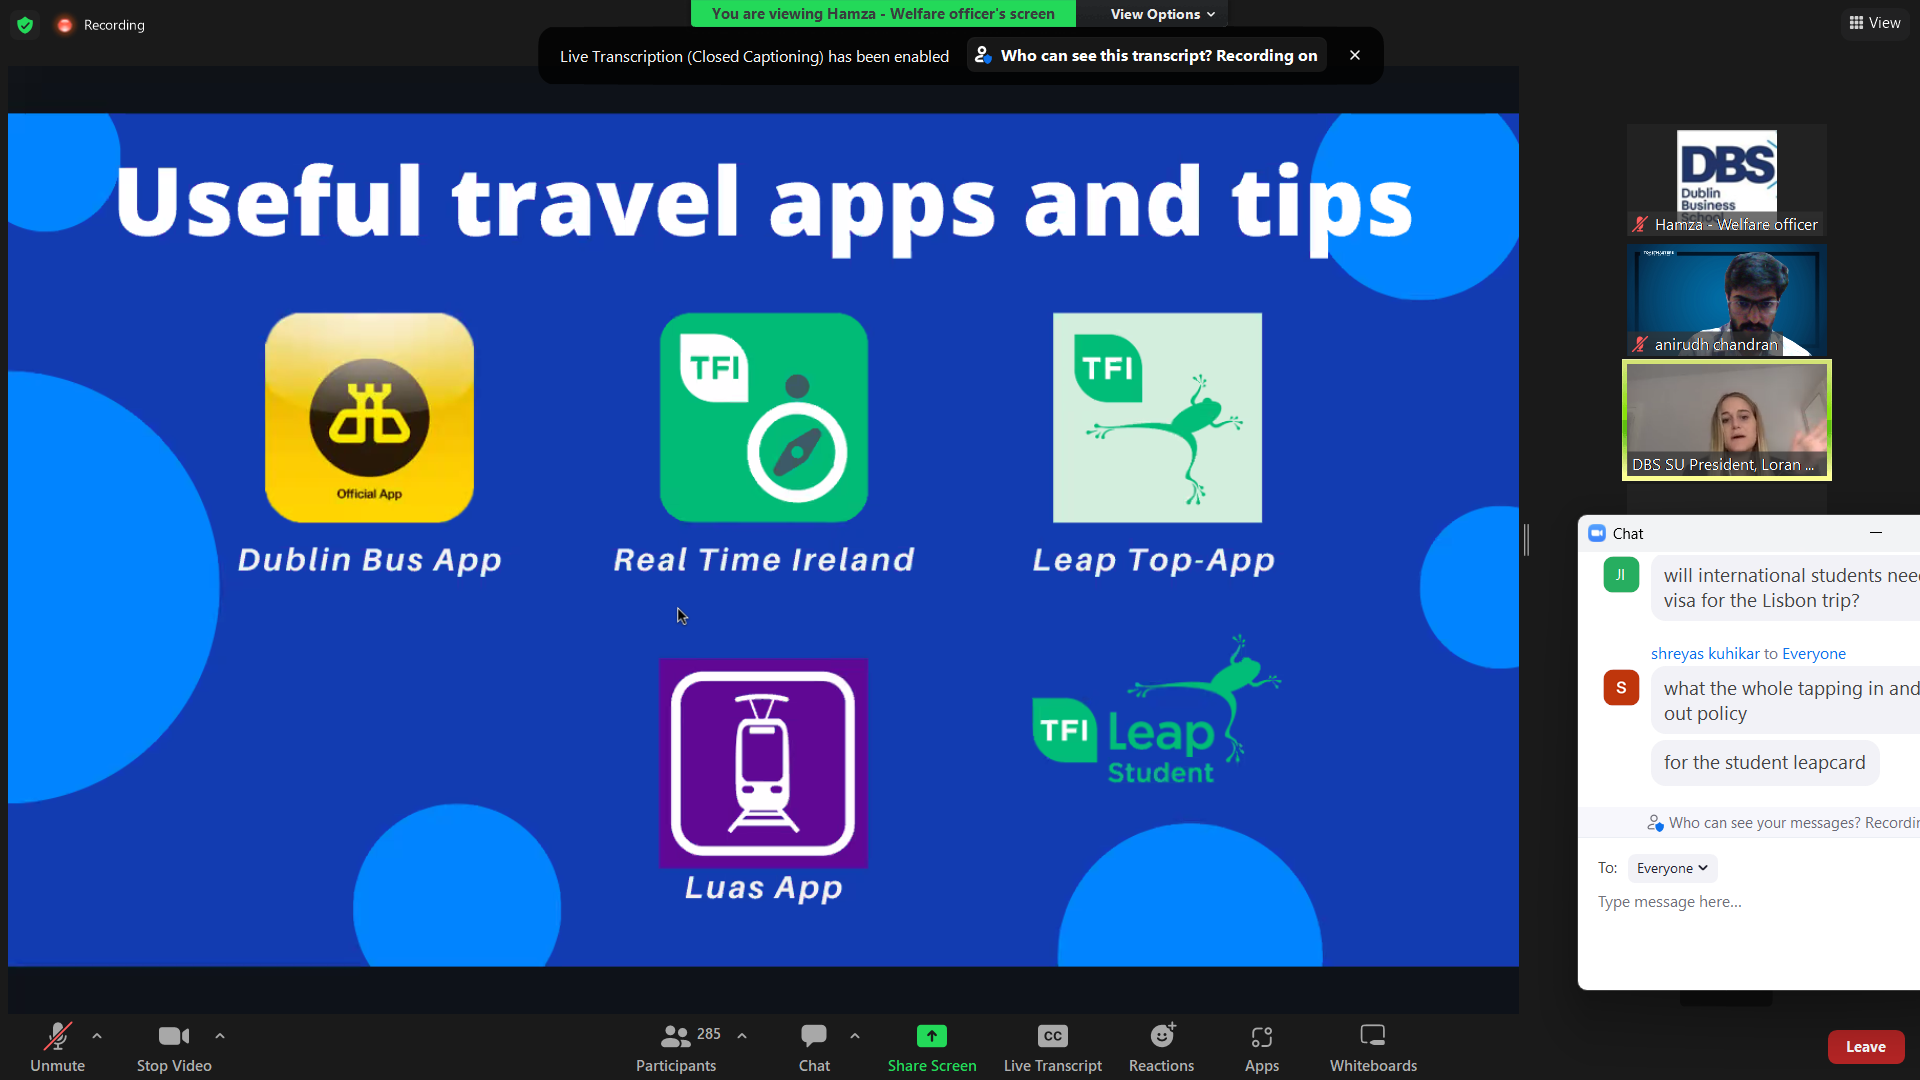 Recording
You are viewing Hamza - Welfare officer's screen
View Options
View
Live Transcription (Closed Captioning) has been enabled
Who can see this transcript? Recording on
Useful travel apps and tips
Official App
Dublin Bus App
TFI
Real Time Ireland
TFI
Leap Top-App
Luas App
TFI Leap
Student
DBS
Dublin
Business
School
Hamza - Welfare officer
anirudh chandran
DBS SU President, Loran ...
Chat
JI
will international students nee
visa for the Lisbon trip?
shreyas kuhikar to Everyone
S
what the whole tapping in and
out policy
for the student leapcard
Who can see your messages? Recordin
To:
Everyone
Type message here...
Unmute
Stop Video
285
Participants
Chat
Share Screen
CC
Live Transcript
Reactions
Apps
Whiteboards
Leave